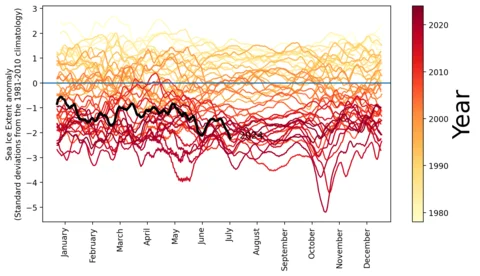 Sea Ice Extent anomaly
(Standard deviations from the 1981-2010 climatology)
3
2
1
0
−1
−2
−3
−4
−5
2024
January
February
March
April
May
June
July
August
September
October
November
December
2020
2010
2000
1990
1980
Year